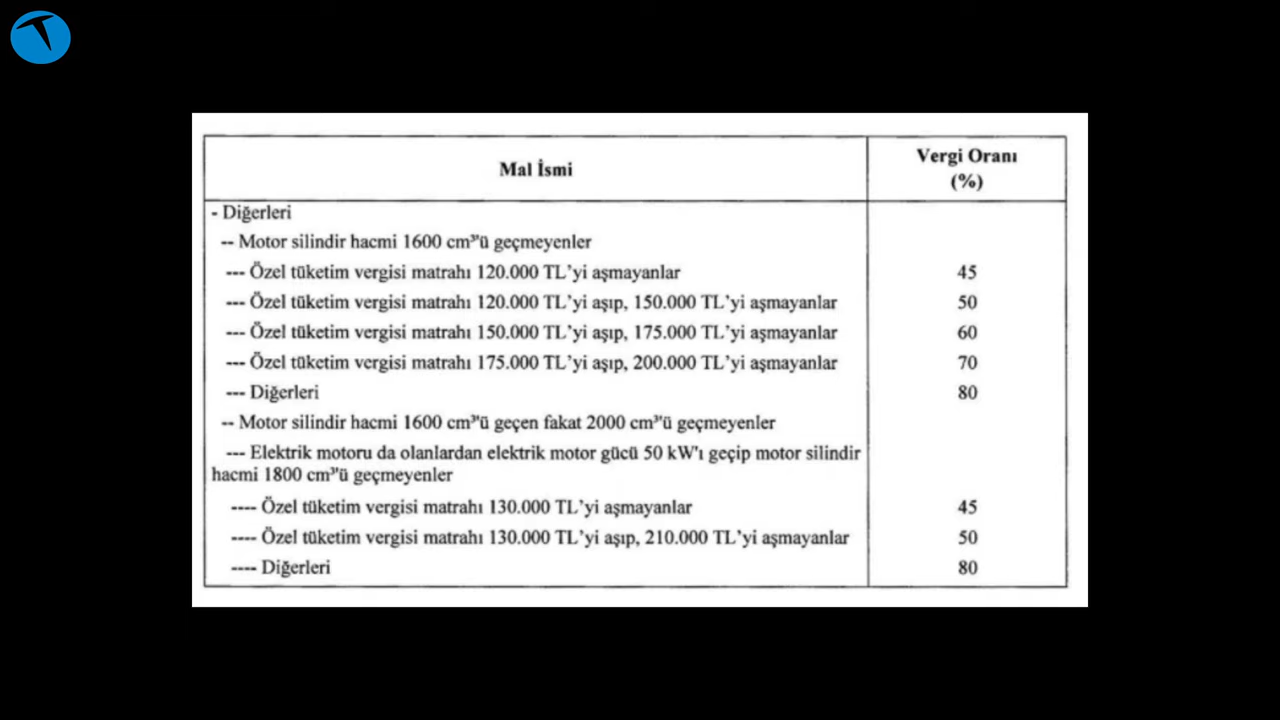 Mal İsmi
Vergi Oranı
(%)
- Diğerleri
-- Motor silindir hacmi 1600 cm³'ü geçmeyenler
--- Özel tüketim vergisi matrahı 120.000 TL'yi aşmayanlar 45
--- Özel tüketim vergisi matrahı 120.000 TL'yi aşıp, 150.000 TL'yi aşmayanlar 50
--- Özel tüketim vergisi matrahı 150.000 TL'yi aşıp, 175.000 TL'yi aşmayanlar 60
--- Özel tüketim vergisi matrahı 175.000 TL'yi aşıp, 200.000 TL'yi aşmayanlar 70
--- Diğerleri 80
-- Motor silindir hacmi 1600 cm³'ü geçen fakat 2000 cm³'ü geçmeyenler
--- Elektrik motoru da olanlardan elektrik motor gücü 50 kW'ı geçip motor silindir
hacmi 1800 cm³'ü geçmeyenler
---- Özel tüketim vergisi matrahı 130.000 TL'yi aşmayanlar 45
---- Özel tüketim vergisi matrahı 130.000 TL'yi aşıp, 210.000 TL'yi aşmayanlar 50
---- Diğerleri 80